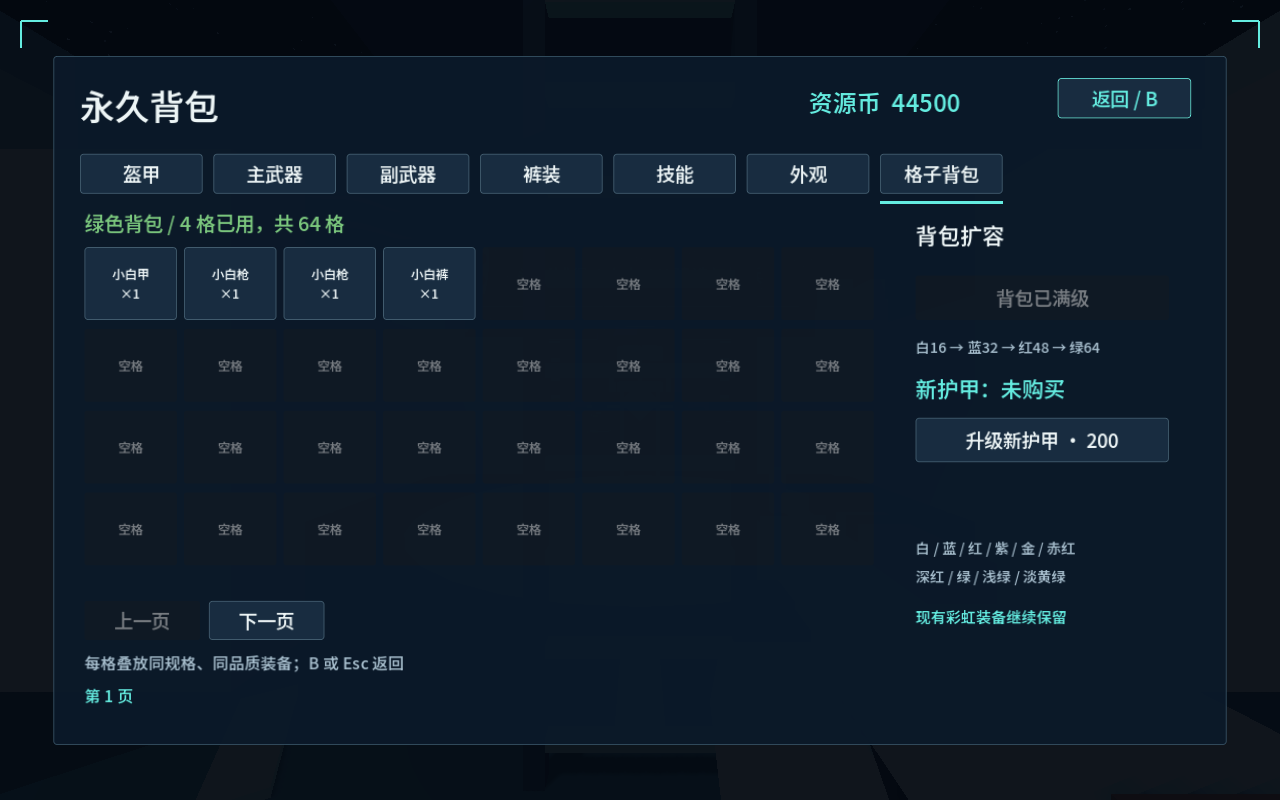 永久背包
资源币 44500
返回 / B
盔甲
主武器
副武器
裤装
技能
外观
格子背包
绿色背包 / 4 格已用，共 64 格
小白甲
×1
小白枪
×1
小白枪
×1
小白裤
×1
空格 空格 空格 空格
空格 空格 空格 空格 空格 空格 空格 空格
空格 空格 空格 空格 空格 空格 空格 空格
空格 空格 空格 空格 空格 空格 空格 空格
上一页
下一页
每格叠放同规格、同品质装备；B 或 Esc 返回
第 1 页
背包扩容
背包已满级
白16 → 蓝32 → 红48 → 绿64
新护甲：未购买
升级新护甲 · 200
白 / 蓝 / 红 / 紫 / 金 / 赤红
深红 / 绿 / 浅绿 / 淡黄绿
现有彩虹装备继续保留